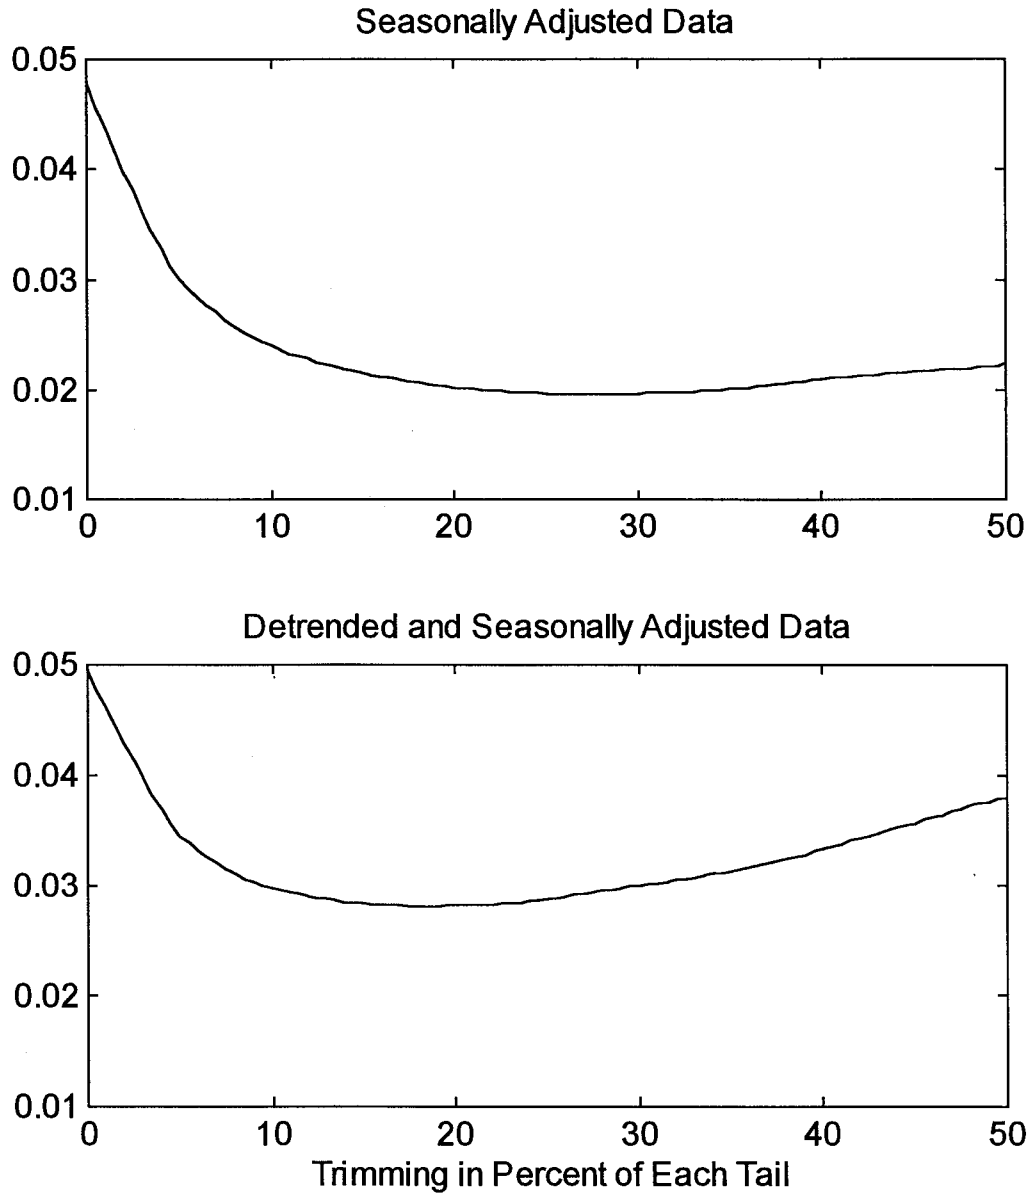 Seasonally Adjusted Data
0.05
0.04
0.03
0.02
0.01
0 10 20 30 40 50
Detrended and Seasonally Adjusted Data
0.05
0.04
0.03
0.02
0.01
0 10 20 30 40 50
Trimming in Percent of Each Tail